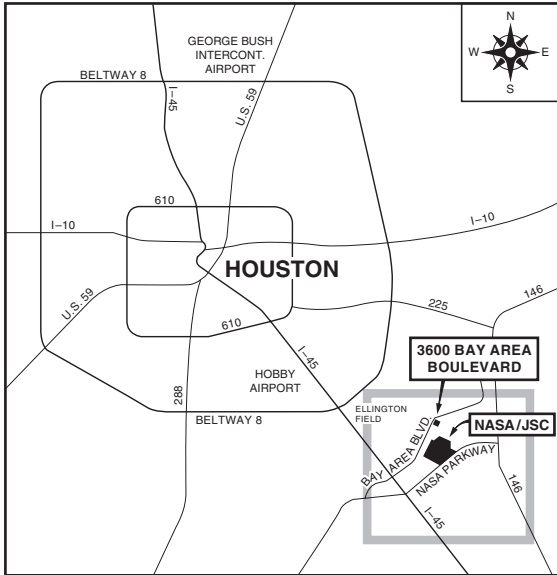 N
W
E
S
GEORGE BUSH
INTERCONT.
AIRPORT
BELTWAY 8
I–45
U.S. 59
610
I–10
I–10
HOUSTON
U.S. 59
225
146
610
I–45
3600 BAY AREA
BOULEVARD
HOBBY
AIRPORT
288
ELLINGTON
FIELD
BELTWAY 8
NASA/JSC
BAY AREA BLVD.
NASA PARKWAY
146
I–45